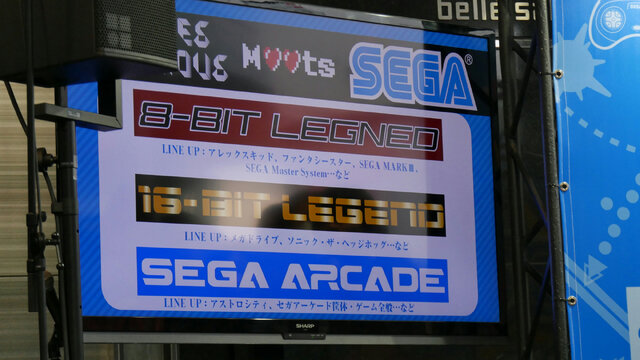 belle sa
ES
OUS
Meets
SEGA®
8-BIT LEGNED
LINE UP：アレックスキッド、ファンタシースター、SEGA MARKⅢ、
SEGA Master System…など
16-BIT LEGEND
LINE UP：メガドライブ、ソニック・ザ・ヘッジホッグ…など
SEGA ARCADE
LINE UP：アストロシティ、セガアーケード筐体・ゲーム全般…など
SHARP